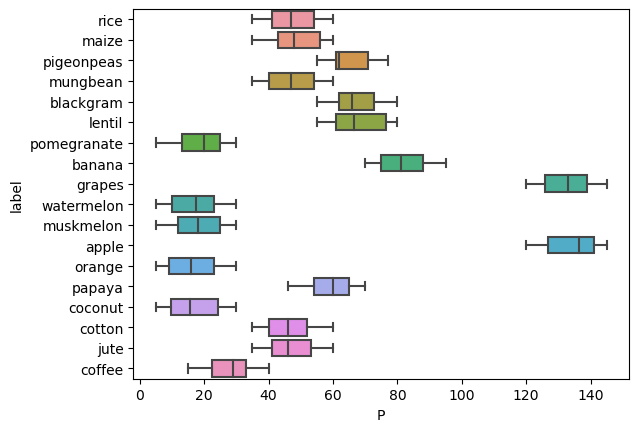 rice
maize
pigeonpeas
mungbean
blackgram
lentil
pomegranate
banana
grapes
watermelon
muskmelon
apple
orange
papaya
coconut
cotton
jute
coffee
label
0 20 40 60 80 100 120 140
P